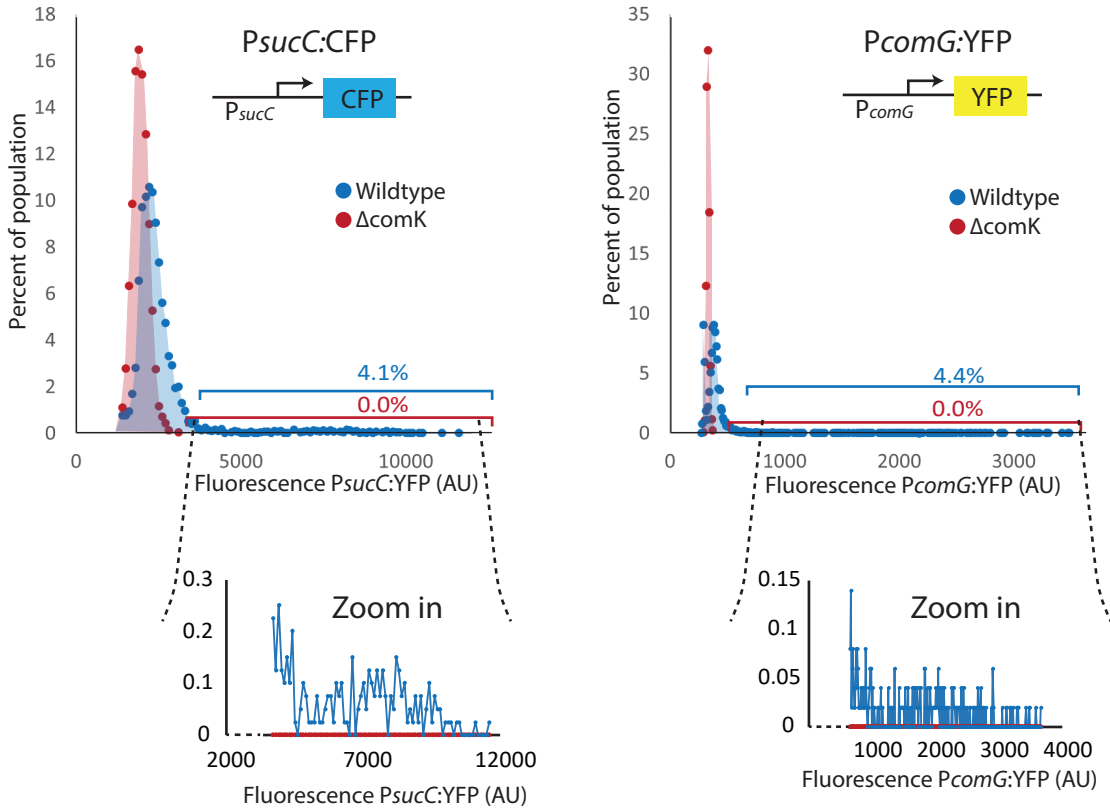 PsucC:CFP
PsucC
CFP
Wildtype
ΔcomK
Percent of population
18
16
14
12
10
8
6
4
2
0
4.1%
0.0%
0
5000
10000
Fluorescence PsucC:YFP (AU)
Zoom in
0.3
0.2
0.1
0
2000
7000
12000
Fluorescence PsucC:YFP (AU)
PcomG:YFP
PcomG
YFP
Wildtype
ΔcomK
Percent of population
35
30
25
20
15
10
5
0
4.4%
0.0%
0
1000
2000
3000
Fluorescence PcomG:YFP (AU)
Zoom in
0.15
0.1
0.05
0
1000
2000
3000
4000
Fluorescence PcomG:YFP (AU)